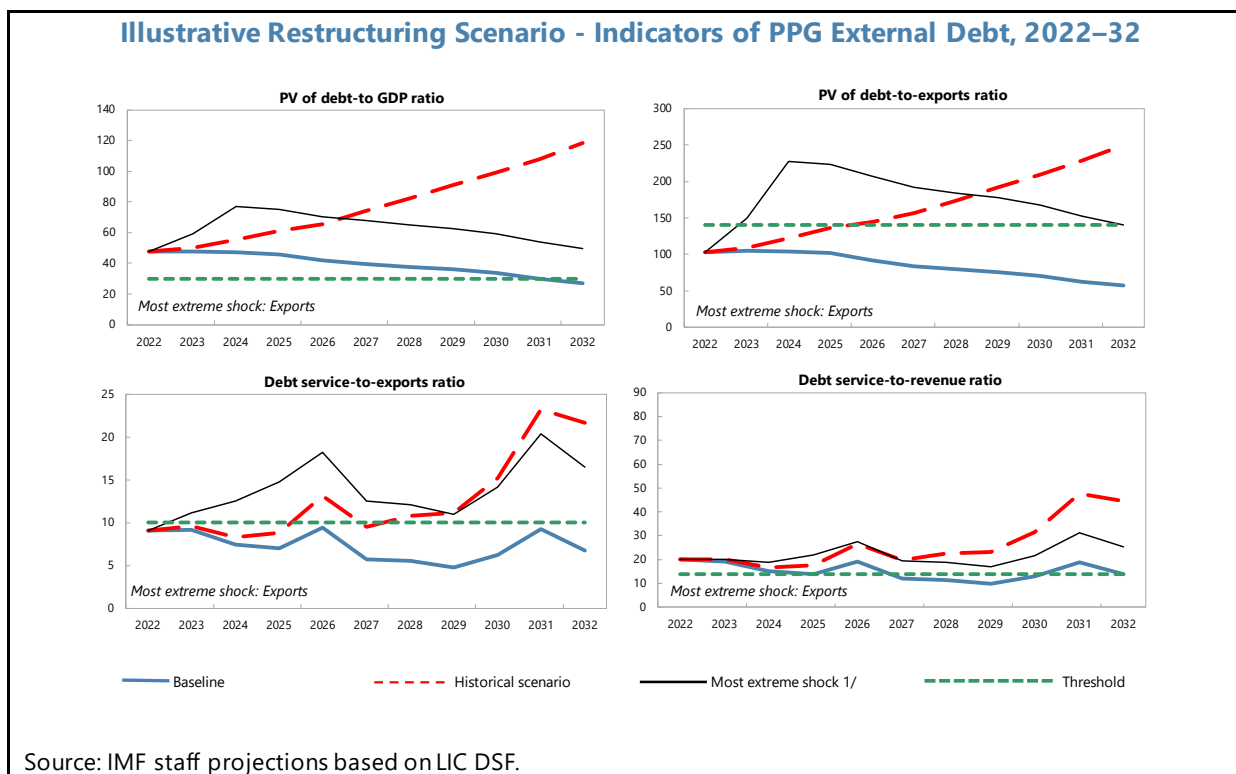 Illustrative Restructuring Scenario - Indicators of PPG External Debt, 2022–32
PV of debt-to GDP ratio
140
120
100
80
60
40
20
0
Most extreme shock: Exports
2022 2023 2024 2025 2026 2027 2028 2029 2030 2031 2032
PV of debt-to-exports ratio
300
250
200
150
100
50
0
Most extreme shock: Exports
2022 2023 2024 2025 2026 2027 2028 2029 2030 2031 2032
Debt service-to-exports ratio
25
20
15
10
5
0
Most extreme shock: Exports
2022 2023 2024 2025 2026 2027 2028 2029 2030 2031 2032
Debt service-to-revenue ratio
90
80
70
60
50
40
30
20
10
0
Most extreme shock: Exports
2022 2023 2024 2025 2026 2027 2028 2029 2030 2031 2032
Baseline Historical scenario Most extreme shock 1/ Threshold
Source: IMF staff projections based on LIC DSF.